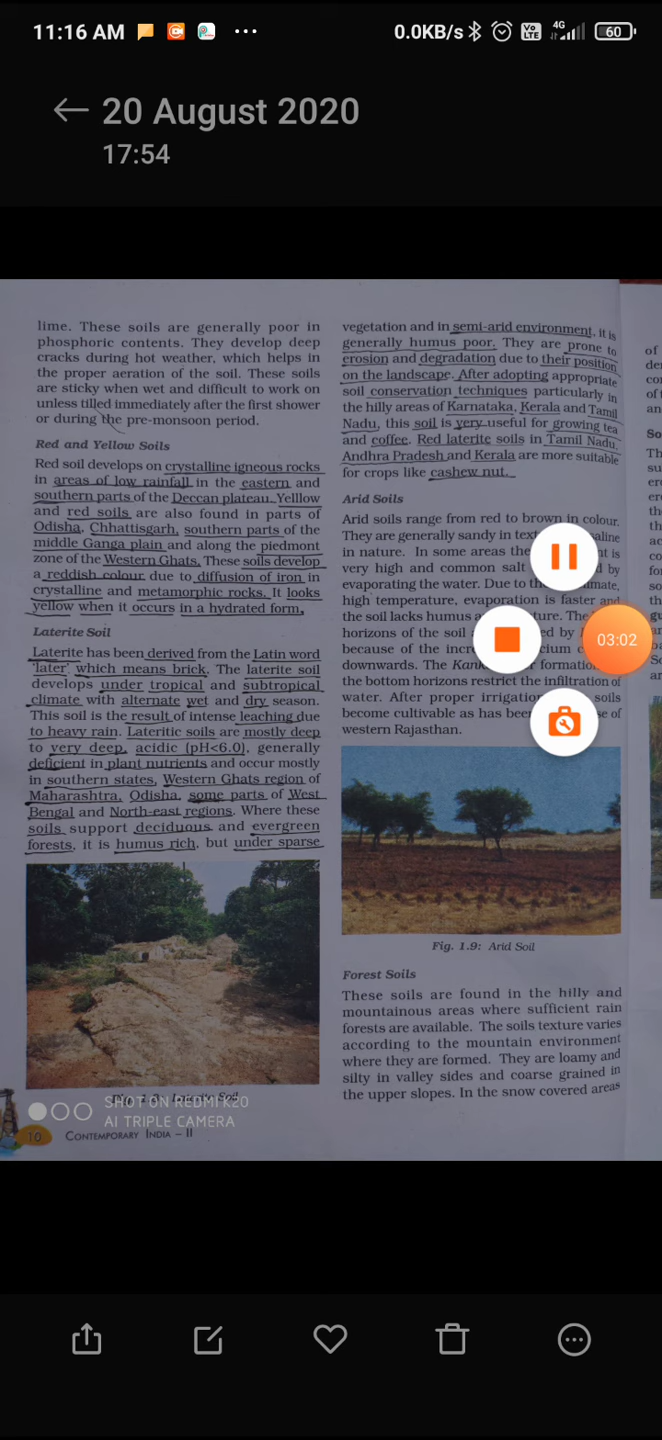 11:16 AM
0.0KB/s
Vo
LTE
4G
60
20 August 2020
17:54
lime. These soils are generally poor in
phosphoric contents. They develop deep
cracks during hot weather, which helps in
the proper aeration of the soil. These soils
are sticky when wet and difficult to work on
unless tilled immediately after the first shower
or during the pre-monsoon period.
Red and Yellow Soils
Red soil develops on crystalline igneous rocks
in areas of low rainfall in the eastern and
southern parts of the Deccan plateau. Yelllow
and red soils are also found in parts of
Odisha, Chhattisgarh, southern parts of the
middle Ganga plain and along the piedmont
zone of the Western Ghats. These soils develop
a reddish colour due to diffusion of iron in
crystalline and metamorphic rocks. It looks
yellow when it occurs in a hydrated form.
Laterite Soil
Laterite has been derived from the Latin word
'later' which means brick. The laterite soil
develops under tropical and subtropical
climate with alternate wet and dry season.
This soil is the result of intense leaching due
to heavy rain. Lateritic soils are mostly deep
to very deep, acidic (pH<6.0), generally
deficient in plant nutrients and occur mostly
in southern states, Western Ghats region of
Maharashtra, Odisha, some parts of West
Bengal and North-east regions. Where these
soils support deciduous and evergreen
forests, it is humus rich, but under sparse
Laterite Soil
SHOT ON REDMI K20
AI TRIPLE CAMERA
10 CONTEMPORARY INDIA – II
vegetation and in semi-arid environment, it is
generally humus poor. They are prone to
erosion and degradation due to their position
on the landscape. After adopting appropriate
soil conservation techniques particularly in
the hilly areas of Karnataka, Kerala and Tamil
Nadu, this soil is very useful for growing tea
and coffee. Red laterite soils in Tamil Nadu,
Andhra Pradesh and Kerala are more suitable
for crops like cashew nut.
Arid Soils
Arid soils range from red to brown in colour.
They are generally sandy in
in nature. In some areas the is
very high and common salt by
evaporating the water. Due to
high temperature, evaporation is faster and
the soil lacks humus
horizons of the soil by
because of the
downwards. The
the bottom horizons restrict the infiltration of
water. After proper soils
become cultivable as has of
western Rajasthan.
Fig. 1.9: Arid Soil
Forest Soils
These soils are found in the hilly and
mountainous areas where sufficient rain
forests are available. The soils texture varies
according to the mountain environment
where they are formed. They are loamy and
silty in valley sides and coarse grained in
the upper slopes. In the snow covered areas
03:02